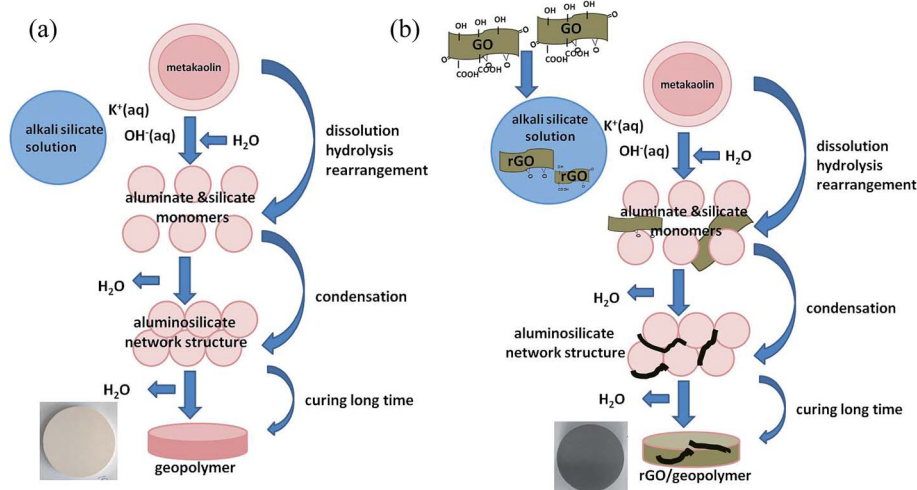 (a)
metakaolin
alkali silicate
solution
K⁺(aq)
OH⁻(aq)
H₂O
dissolution
hydrolysis
rearrangement
aluminate &silicate
monomers
H₂O
condensation
aluminosilicate
network structure
H₂O
curing long time
geopolymer
(b)
OH OH OH
O
GO
O
O
COOH
COOH
OH OH OH
O
GO
O
O
COOH
COOH
metakaolin
alkali silicate
solution
rGO
rGO
COOH
K⁺(aq)
OH⁻(aq)
H₂O
dissolution
hydrolysis
rearrangement
aluminate &silicate
monomers
H₂O
condensation
aluminosilicate
network structure
H₂O
curing long time
rGO/geopolymer